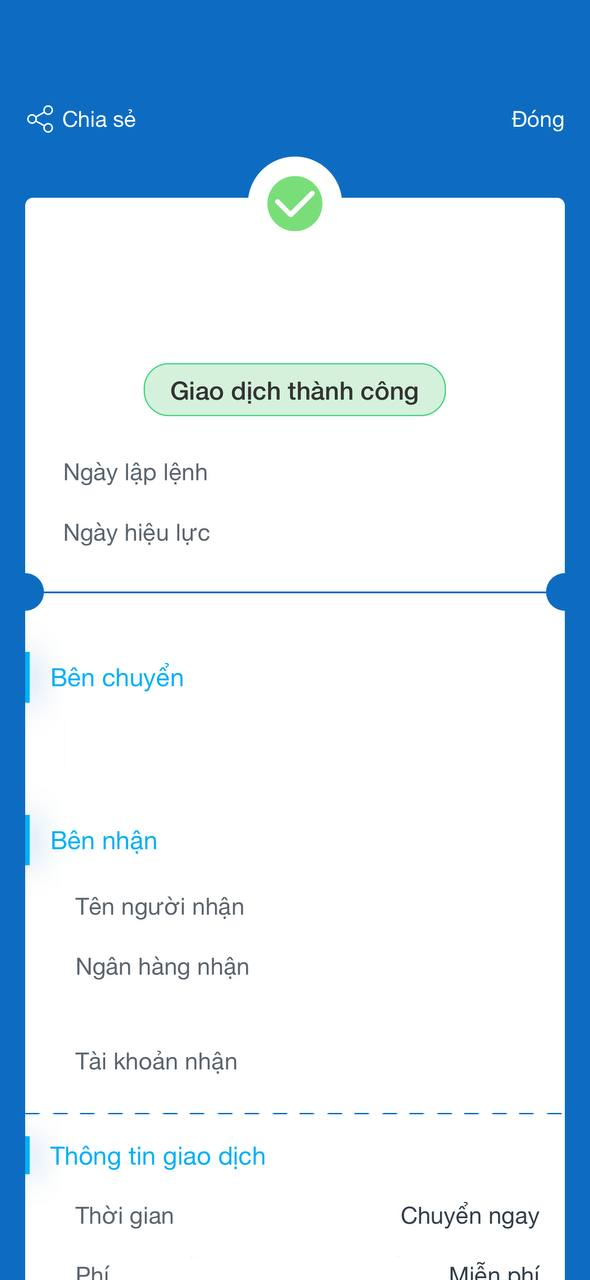 Chia sẻ
Đóng
Giao dịch thành công
Ngày lập lệnh
Ngày hiệu lực
Bên chuyển
Bên nhận
Tên người nhận
Ngân hàng nhận
Tài khoản nhận
Thông tin giao dịch
Thời gian Chuyển ngay
Phí Miễn phí